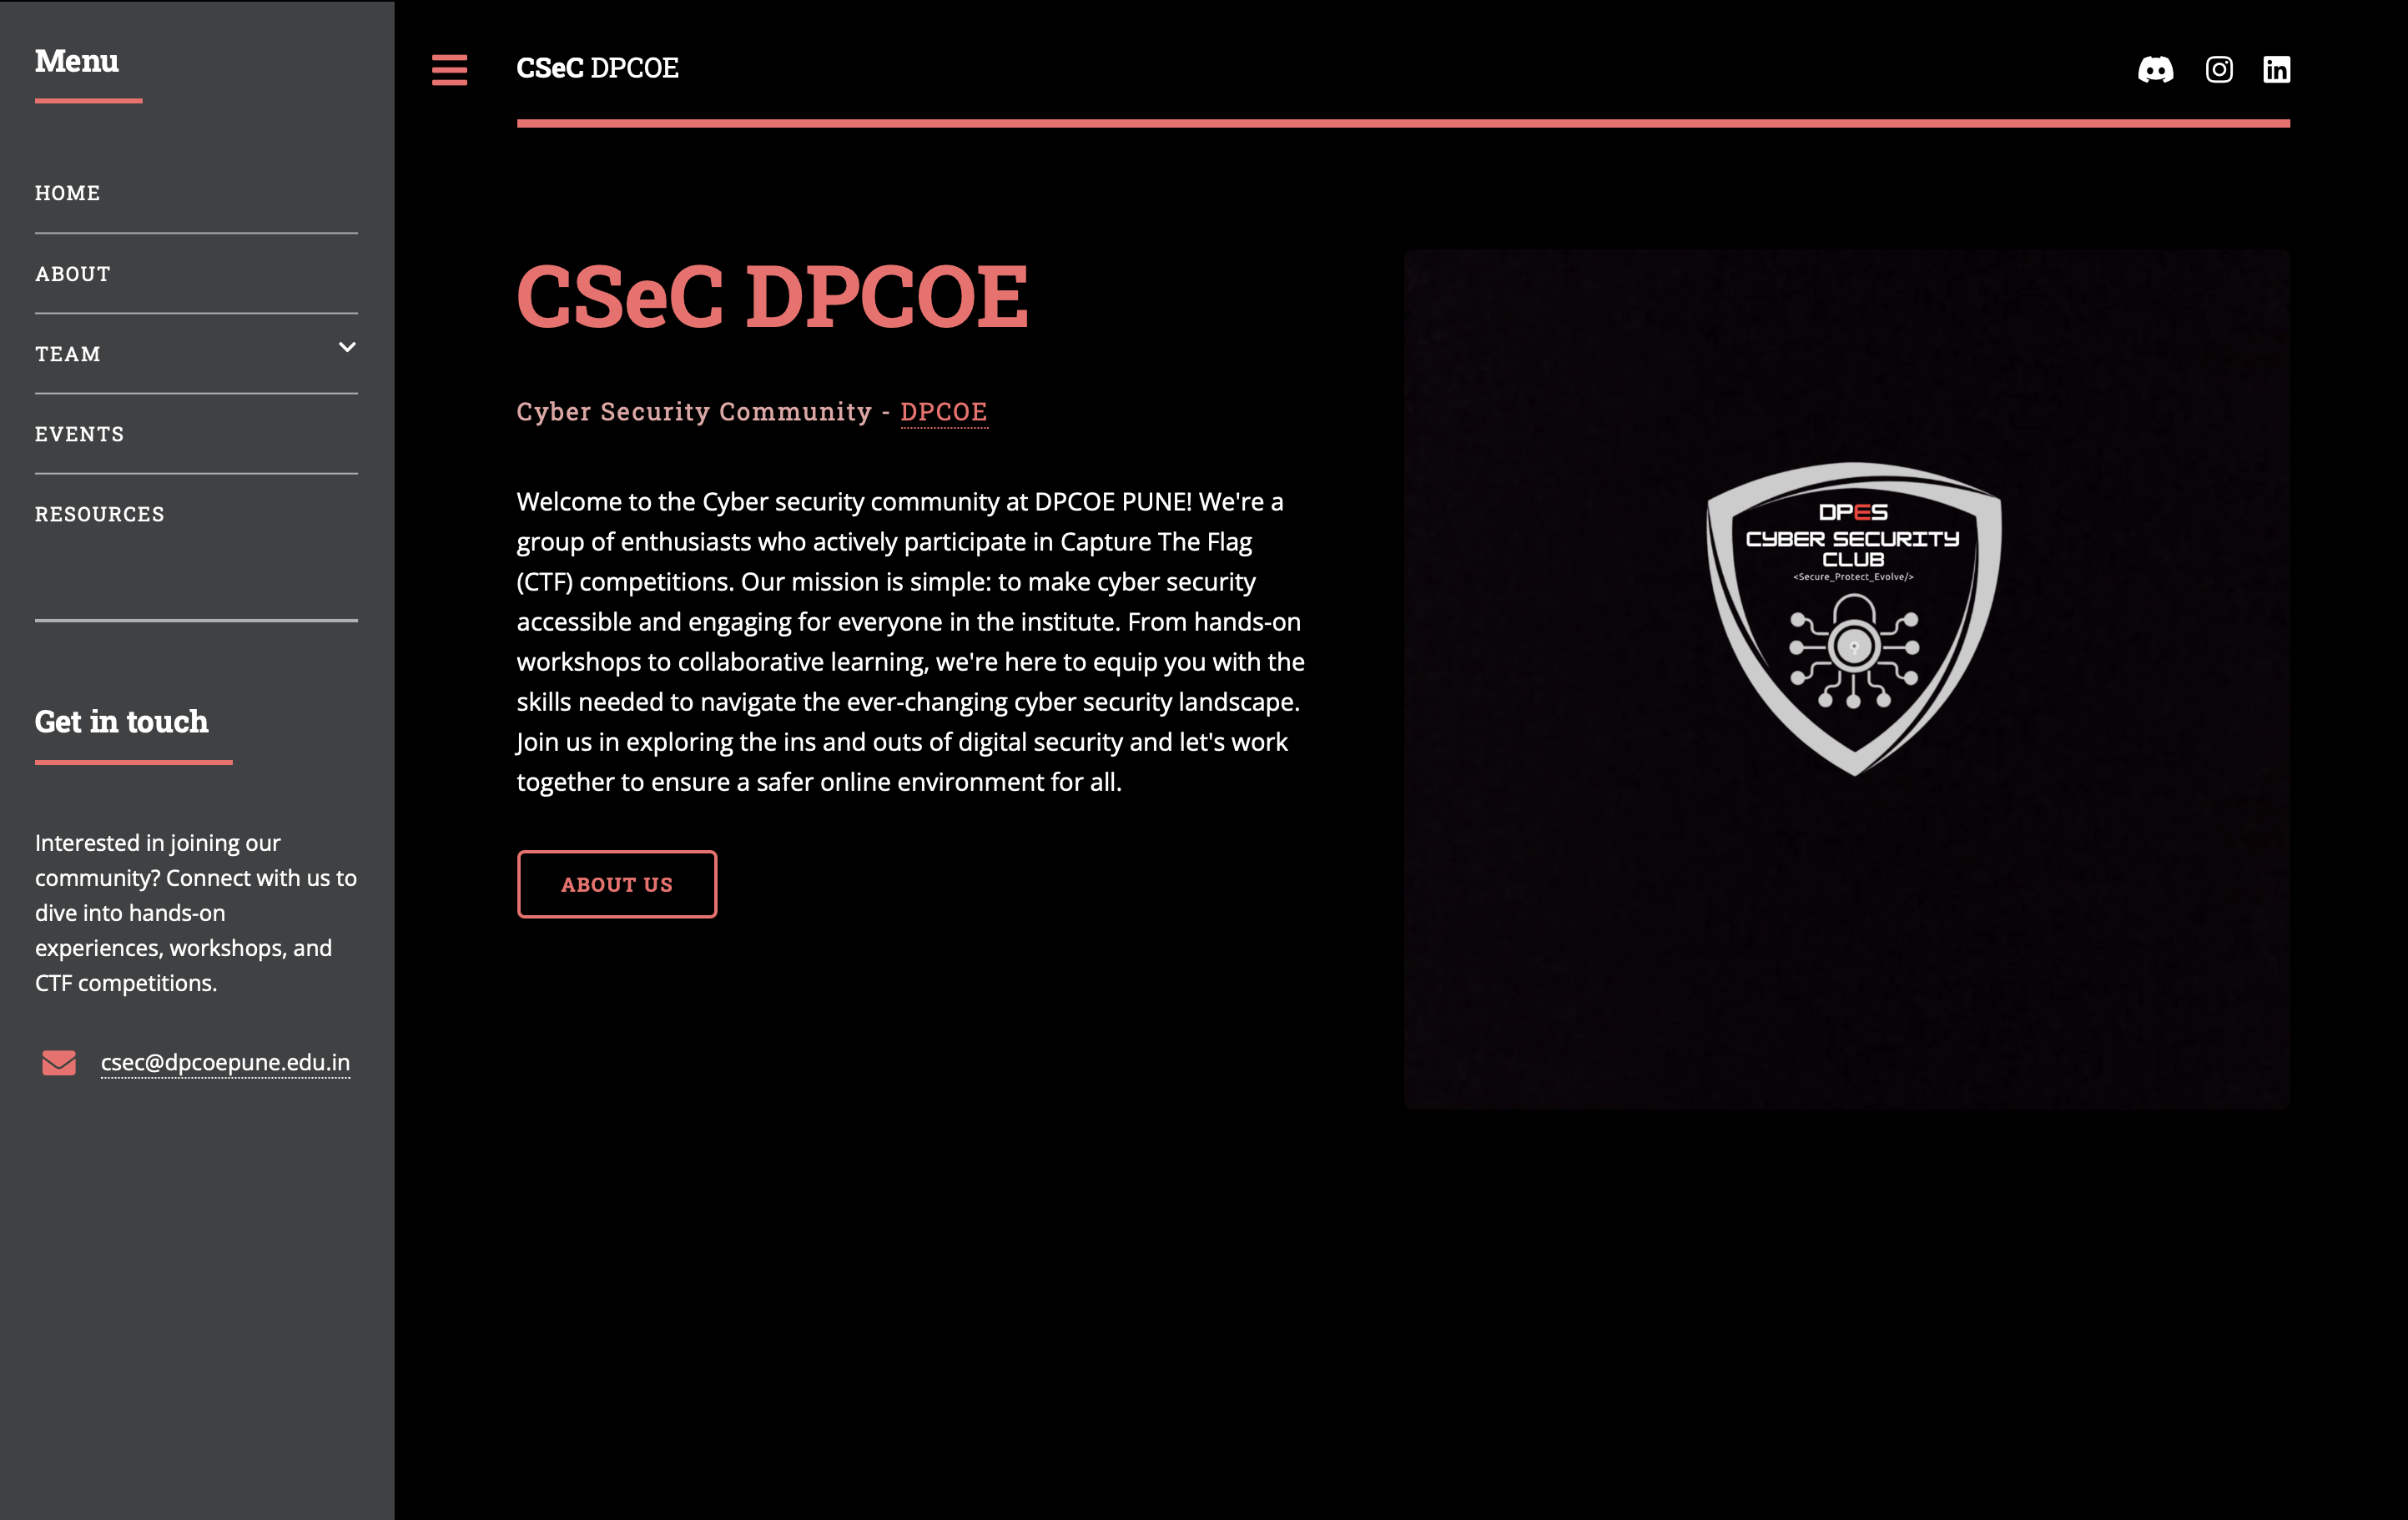 Menu
HOME
ABOUT
TEAM
EVENTS
RESOURCES
Get in touch
Interested in joining our
community? Connect with us to
dive into hands-on
experiences, workshops, and
CTF competitions.
csec@dpcoepune.edu.in
CSeC DPCOE
CSeC DPCOE
Cyber Security Community - DPCOE
Welcome to the Cyber security community at DPCOE PUNE! We're a
group of enthusiasts who actively participate in Capture The Flag
(CTF) competitions. Our mission is simple: to make cyber security
accessible and engaging for everyone in the institute. From hands-on
workshops to collaborative learning, we're here to equip you with the
skills needed to navigate the ever-changing cyber security landscape.
Join us in exploring the ins and outs of digital security and let's work
together to ensure a safer online environment for all.
ABOUT US
DPES
CYBER SECURITY
CLUB
<Secure_Protect_Evolve/>